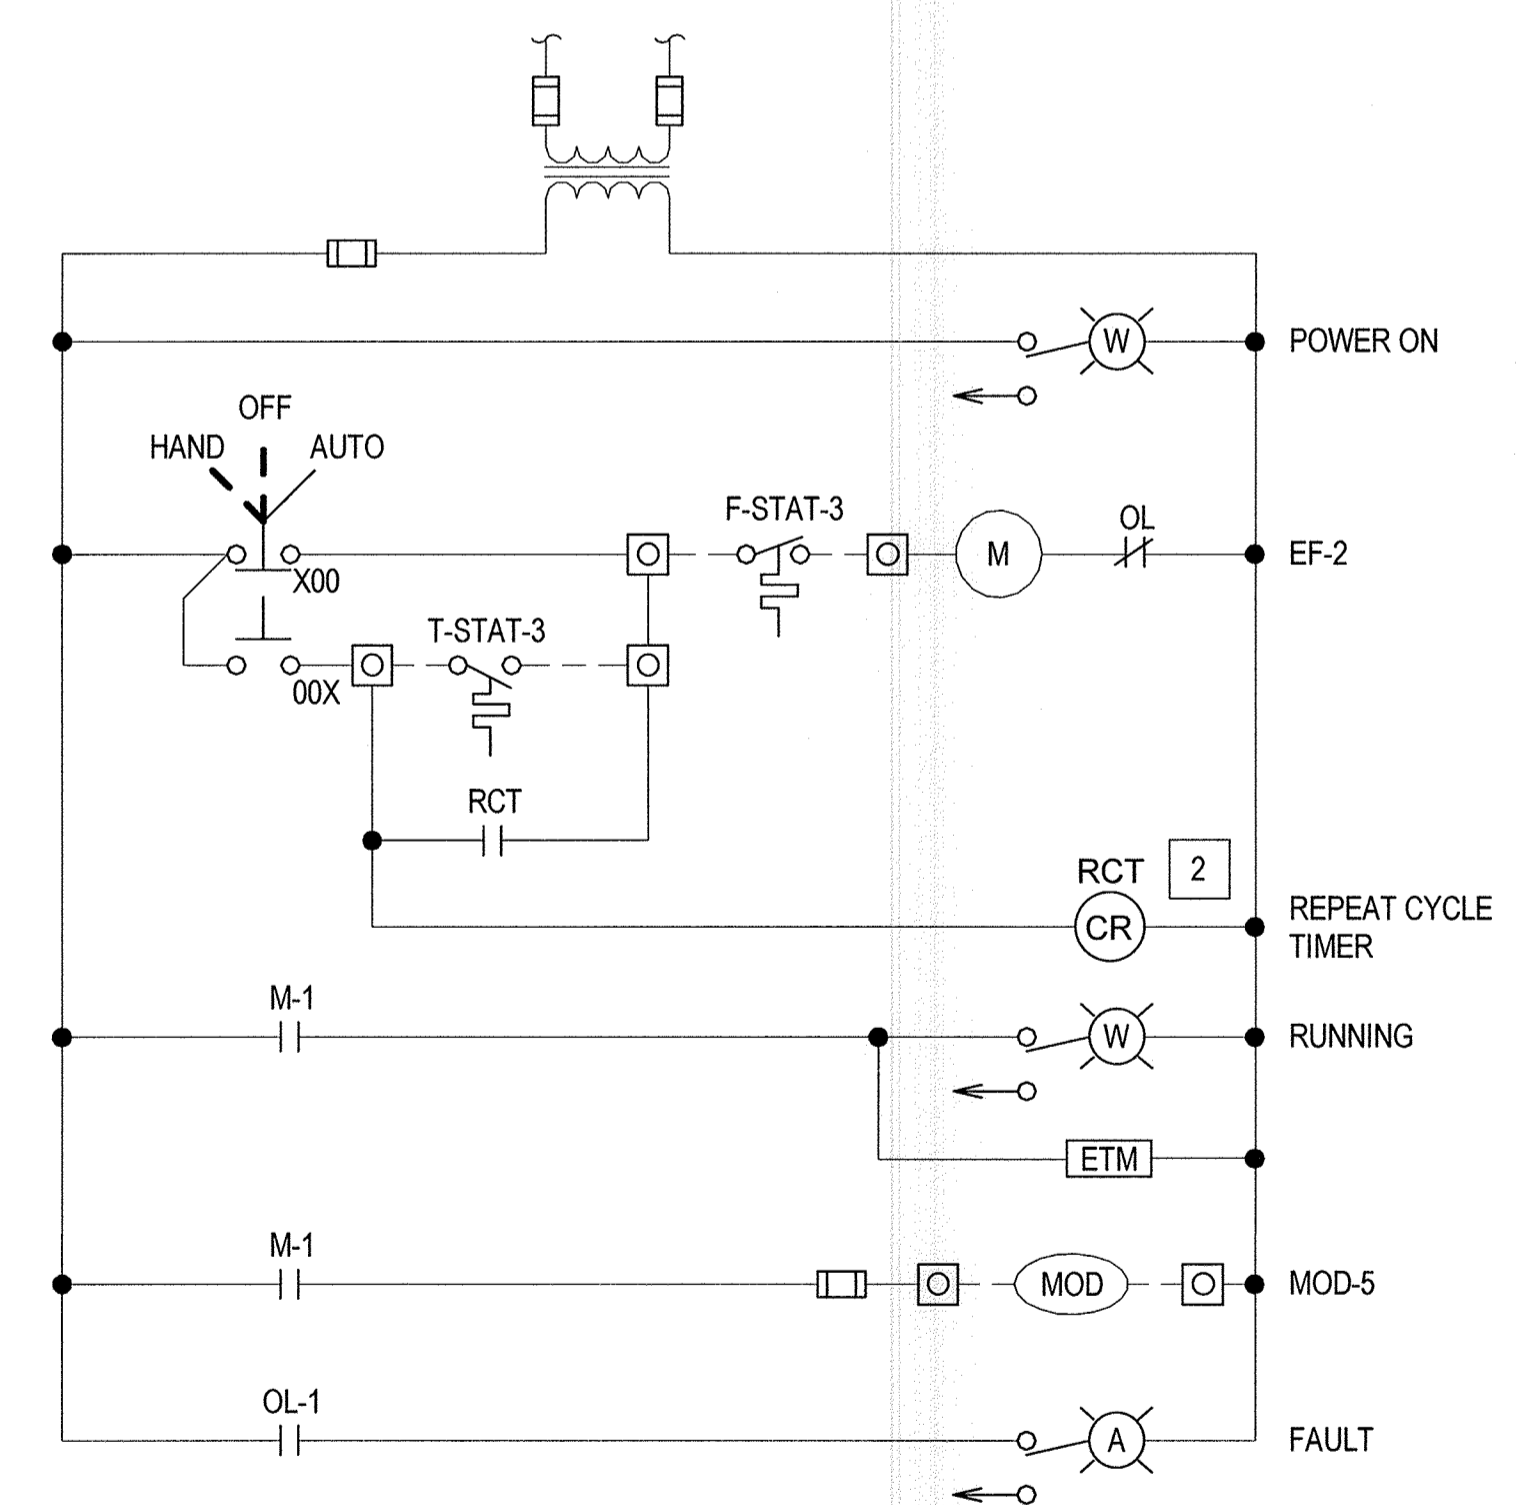 W
POWER ON
OFF
HAND
AUTO
X00
F-STAT-3
M
OL
EF-2
T-STAT-3
00X
RCT
RCT
2
CR
REPEAT CYCLE
TIMER
M-1
W
RUNNING
ETM
M-1
MOD
MOD-5
OL-1
A
FAULT